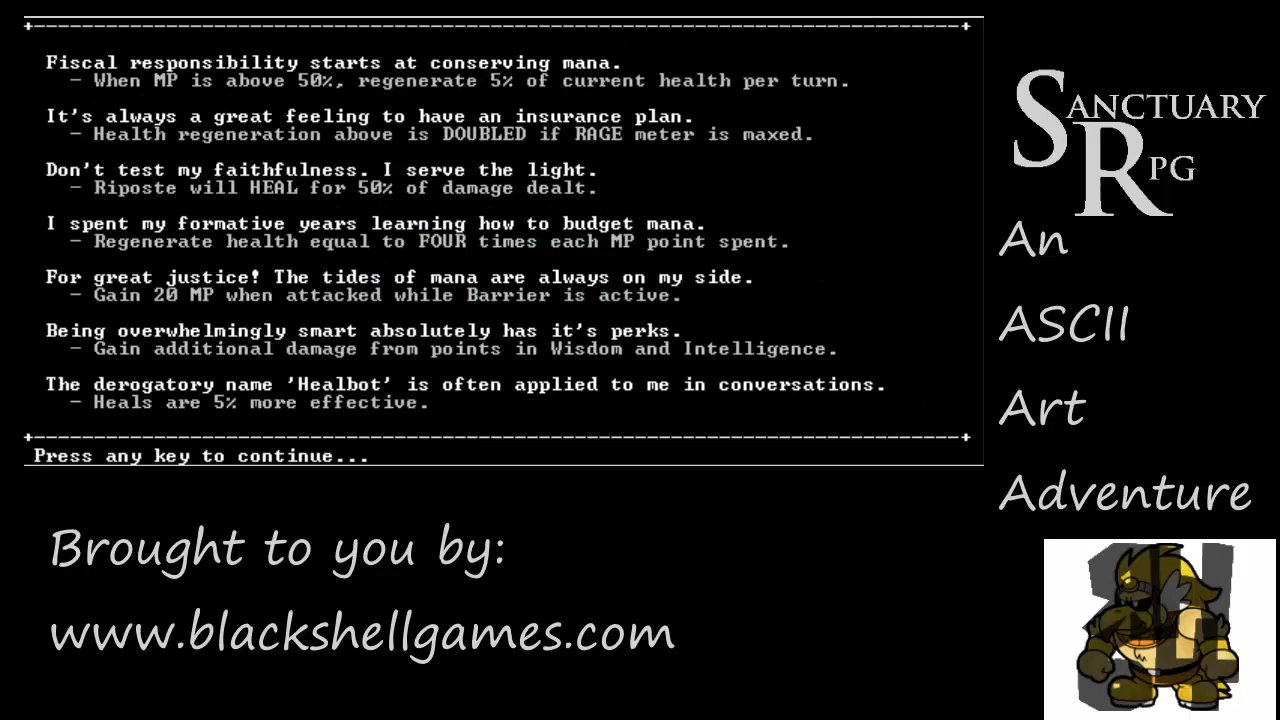 Fiscal responsibility starts at conserving mana.
- When MP is above 50%, regenerate 5% of current health per turn.
It's always a great feeling to have an insurance plan.
- Health regeneration above is DOUBLED if RAGE meter is maxed.
Don't test my faithfulness. I serve the light.
- Riposte will HEAL for 50% of damage dealt.
I spent my formative years learning how to budget mana.
- Regenerate health equal to FOUR times each MP point spent.
For great justice! The tides of mana are always on my side.
- Gain 20 MP when attacked while Barrier is active.
Being overwhelmingly smart absolutely has it's perks.
- Gain additional damage from points in Wisdom and Intelligence.
The derogatory name 'Healbot' is often applied to me in conversations.
- Heals are 5% more effective.
Press any key to continue...
SANCTUARY
RPG
An
ASCII
Art
Adventure
Brought to you by:
www.blackshellgames.com